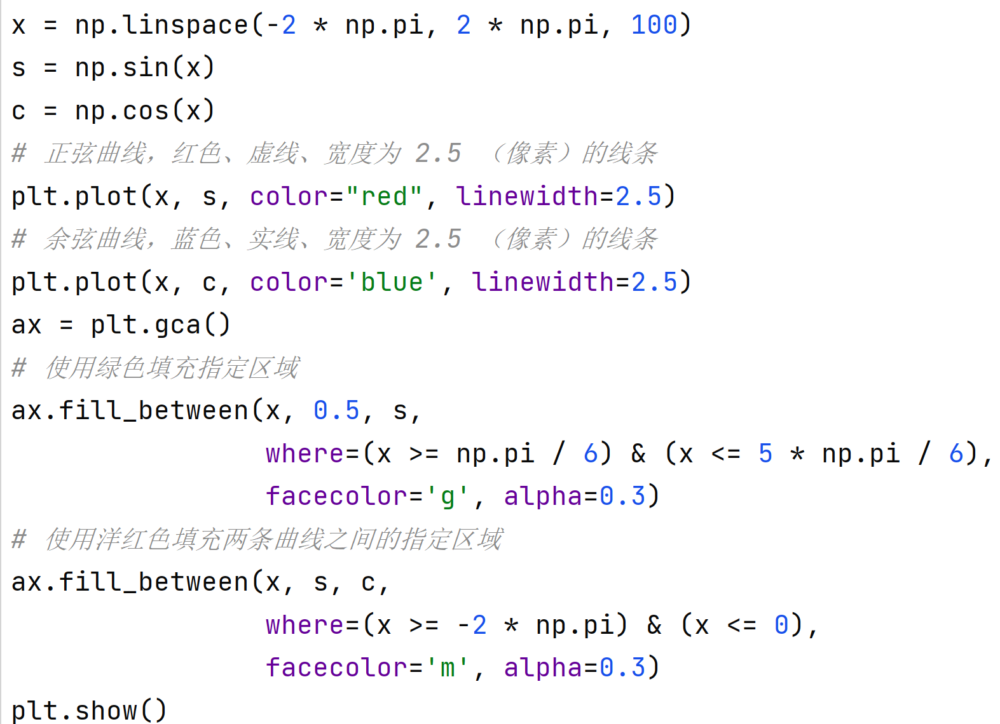 x = np.linspace(-2 * np.pi, 2 * np.pi, 100)
s = np.sin(x)
c = np.cos(x)
# 正弦曲线，红色、虚线、宽度为 2.5 （像素）的线条
plt.plot(x, s, color="red", linewidth=2.5)
# 余弦曲线，蓝色、实线、宽度为 2.5 （像素）的线条
plt.plot(x, c, color='blue', linewidth=2.5)
ax = plt.gca()
# 使用绿色填充指定区域
ax.fill_between(x, 0.5, s,
                where=(x >= np.pi / 6) & (x <= 5 * np.pi / 6),
                facecolor='g', alpha=0.3)
# 使用洋红色填充两条曲线之间的指定区域
ax.fill_between(x, s, c,
                where=(x >= -2 * np.pi) & (x <= 0),
                facecolor='m', alpha=0.3)
plt.show()